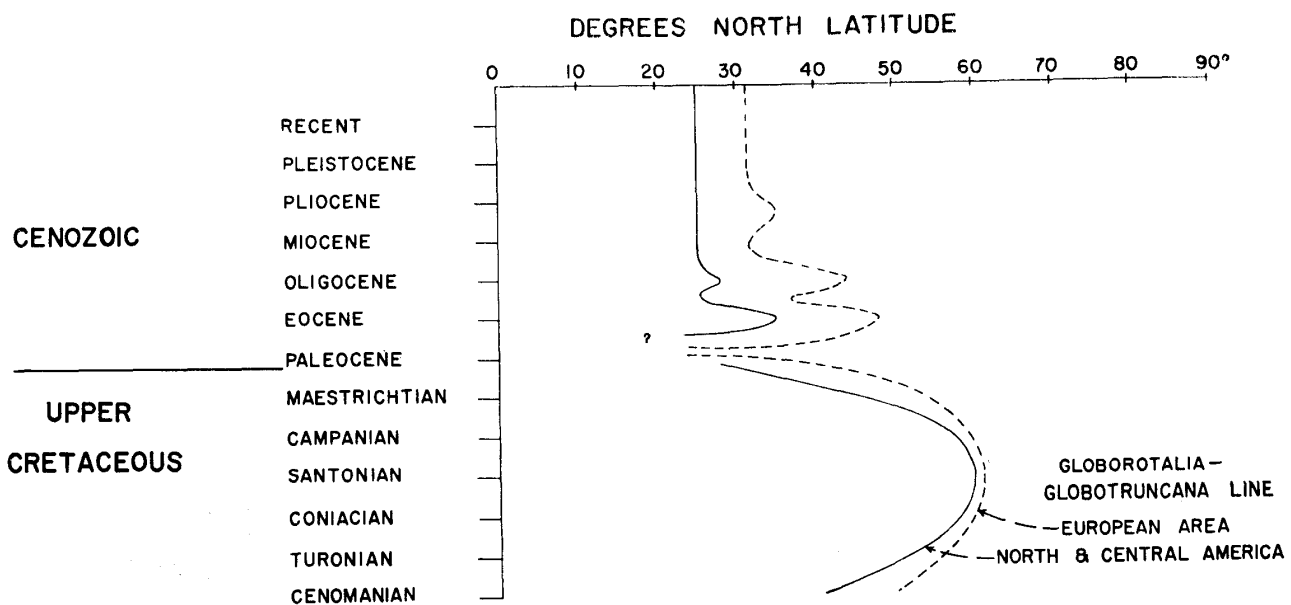 DEGREES NORTH LATITUDE
0 10 20 30 40 50 60 70 80 90°
RECENT
PLEISTOCENE
PLIOCENE
CENOZOIC
MIOCENE
OLIGOCENE
EOCENE
?
PALEOCENE
MAESTRICHTIAN
UPPER
CRETACEOUS
CAMPANIAN
SANTONIAN
CONIACIAN
TURONIAN
CENOMANIAN
GLOBOROTALIA–
GLOBOTRUNCANA LINE
EUROPEAN AREA
NORTH & CENTRAL AMERICA